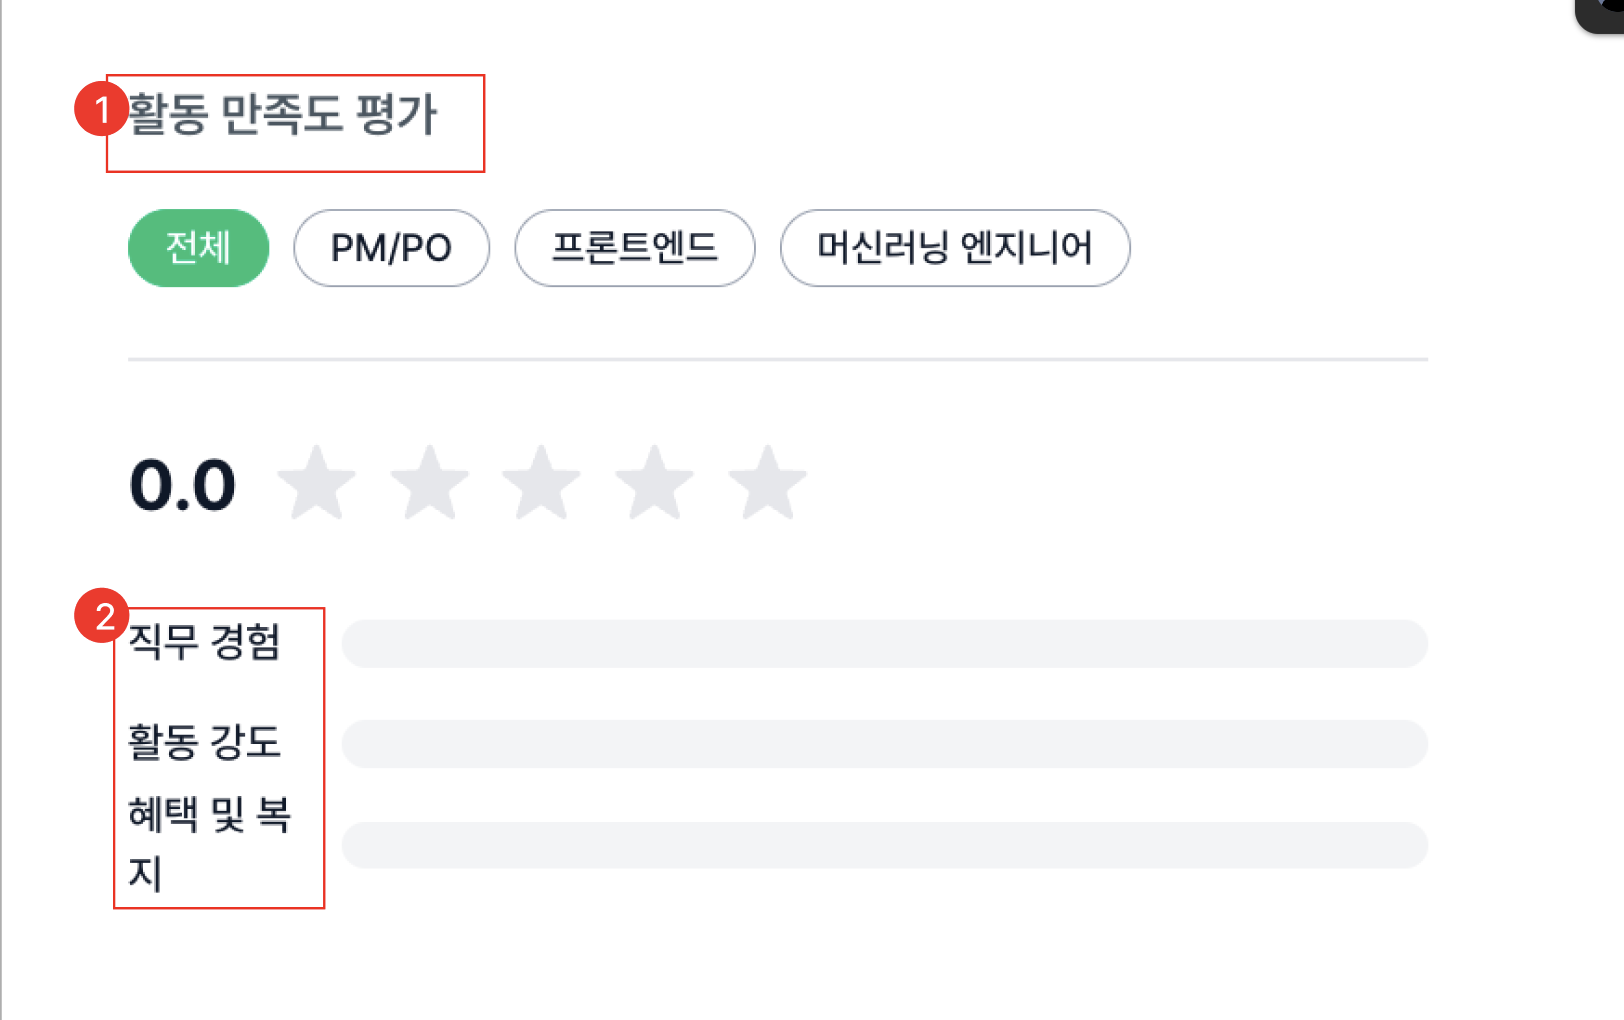 1 활동 만족도 평가
전체 PM/PO 프론트엔드 머신러닝 엔지니어
0.0
2 직무 경험
활동 강도
혜택 및 복
지